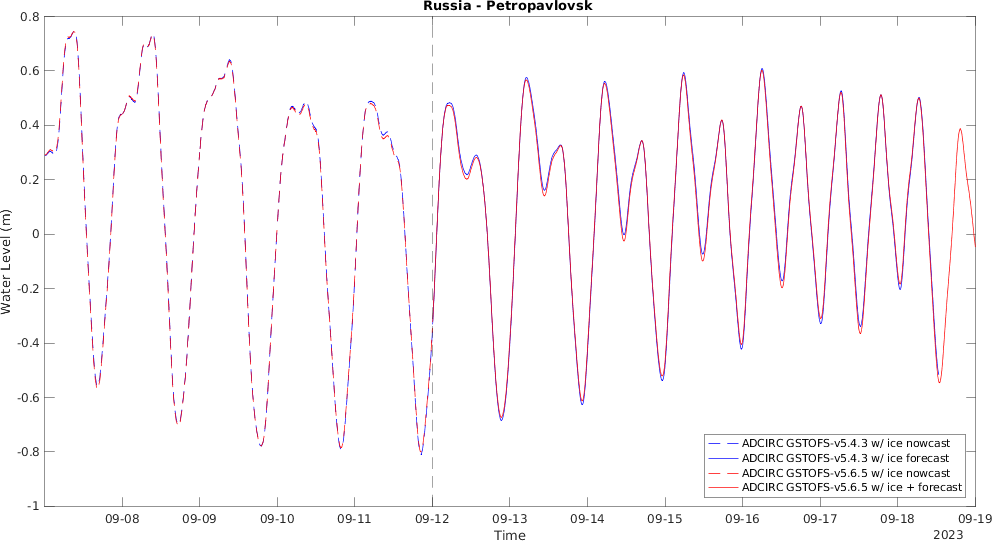 Russia - Petropavlovsk
0.8
0.6
0.4
0.2
0
-0.2
-0.4
-0.6
-0.8
-1
Water Level (m)
ADCIRC GSTOFS-v5.4.3 w/ ice nowcast
ADCIRC GSTOFS-v5.4.3 w/ ice forecast
ADCIRC GSTOFS-v5.6.5 w/ ice nowcast
ADCIRC GSTOFS-v5.6.5 w/ ice + forecast
09-08 09-09 09-10 09-11 09-12 09-13 09-14 09-15 09-16 09-17 09-18 09-19
Time
2023